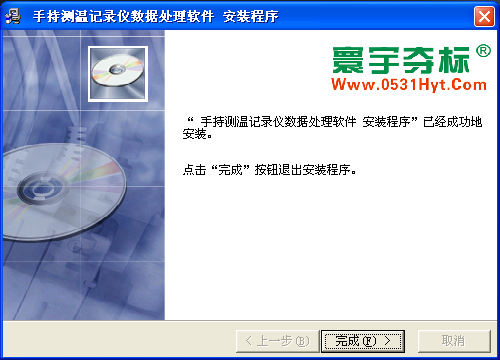 手持测温记录仪数据处理软件 安装程序
寰宇夺标®
Www.0531Hyt.Com
“ 手持测温记录仪数据处理软件 安装程序”已经成功地
安装。
点击“完成”按钮退出安装程序。
< 上一步(B) 完成(F) > 取消